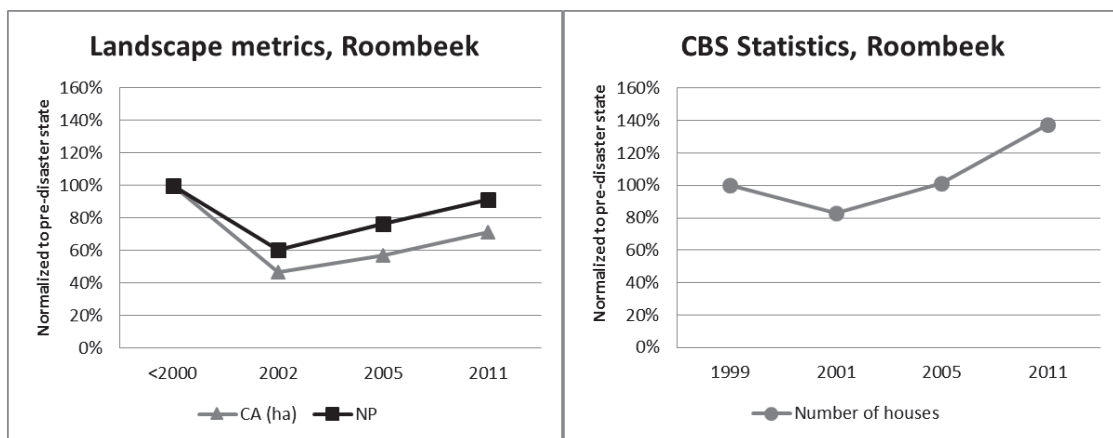 Landscape metrics, Roombeek
Normalized to pre-disaster state
160%
140%
120%
100%
80%
60%
40%
20%
0%
<2000 2002 2005 2011
CA (ha) NP
CBS Statistics, Roombeek
Normalized to pre-disaster state
160%
140%
120%
100%
80%
60%
40%
20%
0%
1999 2001 2005 2011
Number of houses